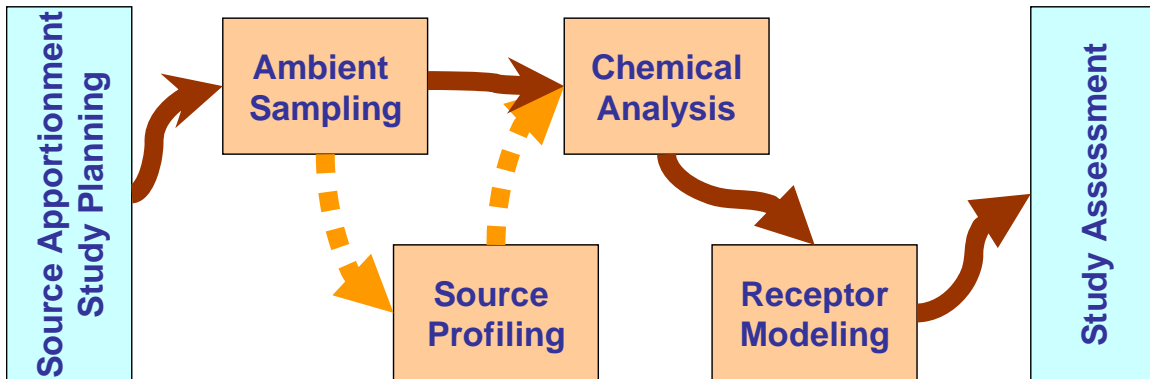 Source Apportionment
Study Planning
Ambient
Sampling
Chemical
Analysis
Source
Profiling
Receptor
Modeling
Study Assessment